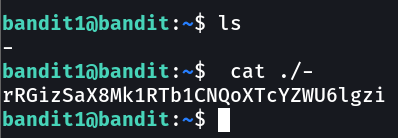 bandit1@bandit:~$ ls
-
bandit1@bandit:~$  cat ./-
rRGizSaX8Mk1RTb1CNQoXTcYZWU6lgzi
bandit1@bandit:~$